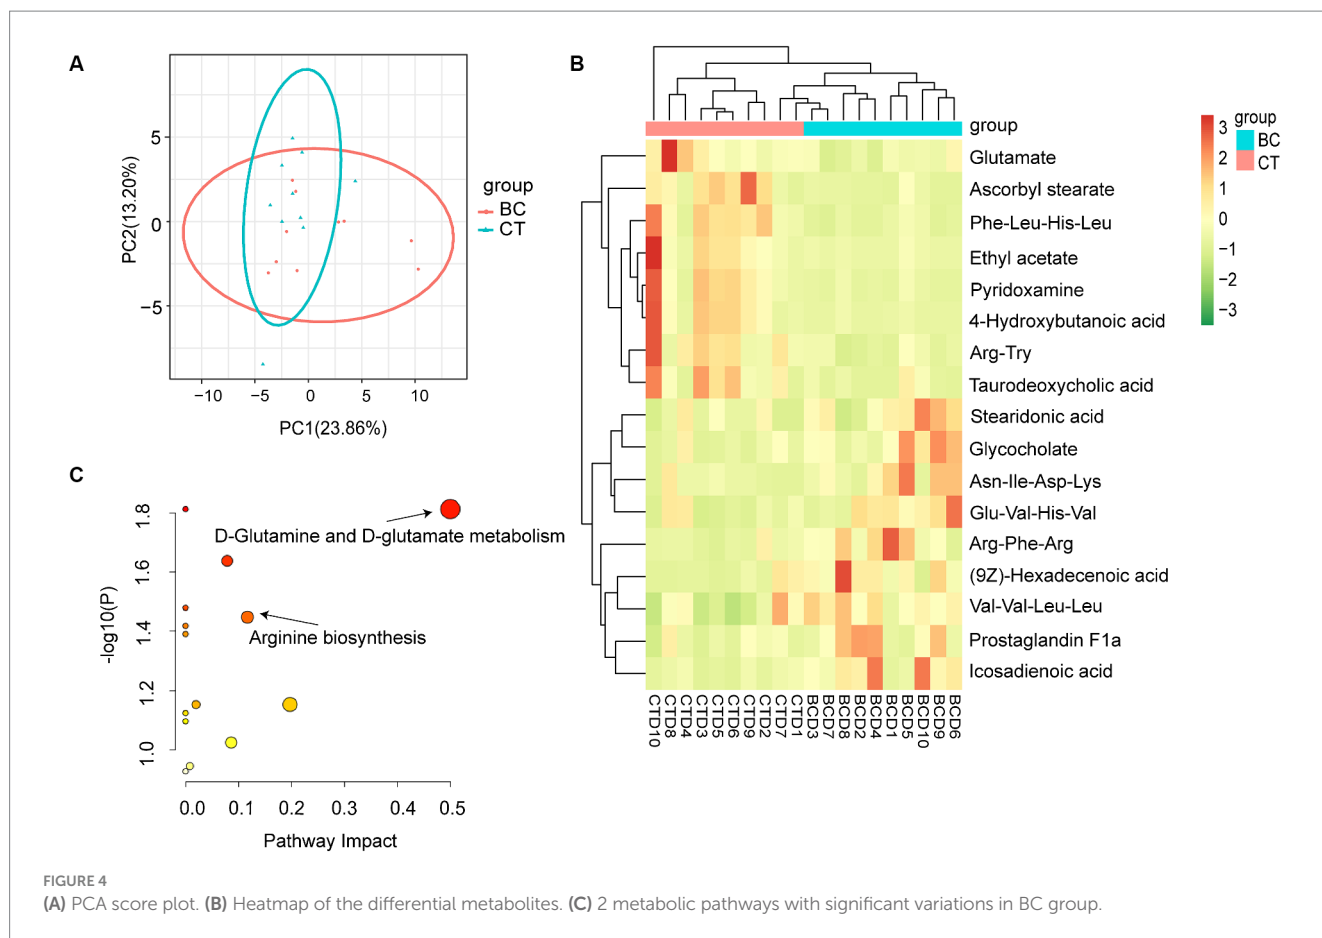 A
5
0
−5
−10
−5
0
5
10
PC2(13.20%)
PC1(23.86%)
group
BC
CT
B
group
Glutamate
Ascorbyl stearate
Phe-Leu-His-Leu
Ethyl acetate
Pyridoxamine
4-Hydroxybutanoic acid
Arg-Try
Taurodeoxycholic acid
Stearidonic acid
Glycocholate
Asn-Ile-Asp-Lys
Glu-Val-His-Val
Arg-Phe-Arg
(9Z)-Hexadecenoic acid
Val-Val-Leu-Leu
Prostaglandin F1a
Icosadienoic acid
CTD10
CTD8
CTD4
CTD3
CTD5
CTD6
CTD9
CTD2
CTD7
CTD1
BCD3
BCD7
BCD8
BCD2
BCD4
BCD1
BCD5
BCD10
BCD9
BCD6
3
2
1
0
−1
−2
−3
group
BC
CT
C
1.8
1.6
1.4
1.2
1.0
-log10(P)
D-Glutamine and D-glutamate metabolism
Arginine biosynthesis
0.0
0.1
0.2
0.3
0.4
0.5
Pathway Impact
FIGURE 4
(A) PCA score plot. (B) Heatmap of the differential metabolites. (C) 2 metabolic pathways with significant variations in BC group.